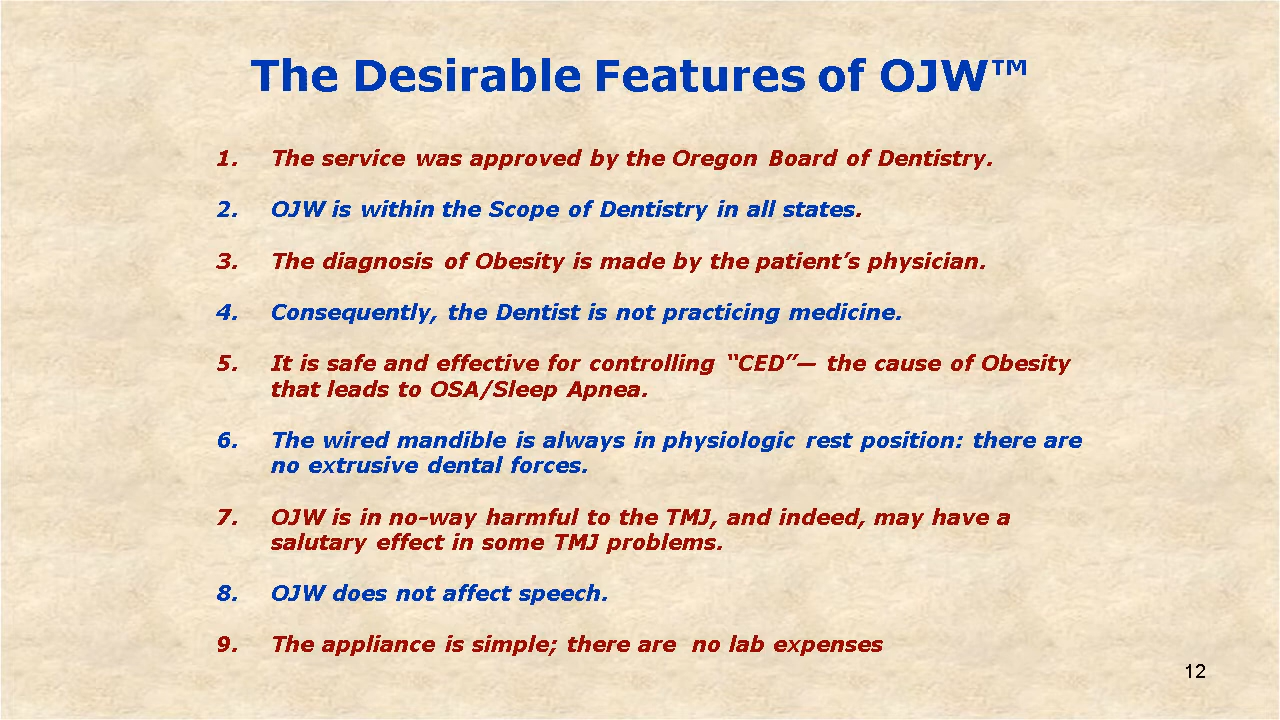 The Desirable Features of OJW™
1. The service was approved by the Oregon Board of Dentistry.
2. OJW is within the Scope of Dentistry in all states.
3. The diagnosis of Obesity is made by the patient’s physician.
4. Consequently, the Dentist is not practicing medicine.
5. It is safe and effective for controlling “CED”— the cause of Obesity
that leads to OSA/Sleep Apnea.
6. The wired mandible is always in physiologic rest position: there are
no extrusive dental forces.
7. OJW is in no-way harmful to the TMJ, and indeed, may have a
salutary effect in some TMJ problems.
8. OJW does not affect speech.
9. The appliance is simple; there are  no lab expenses
12